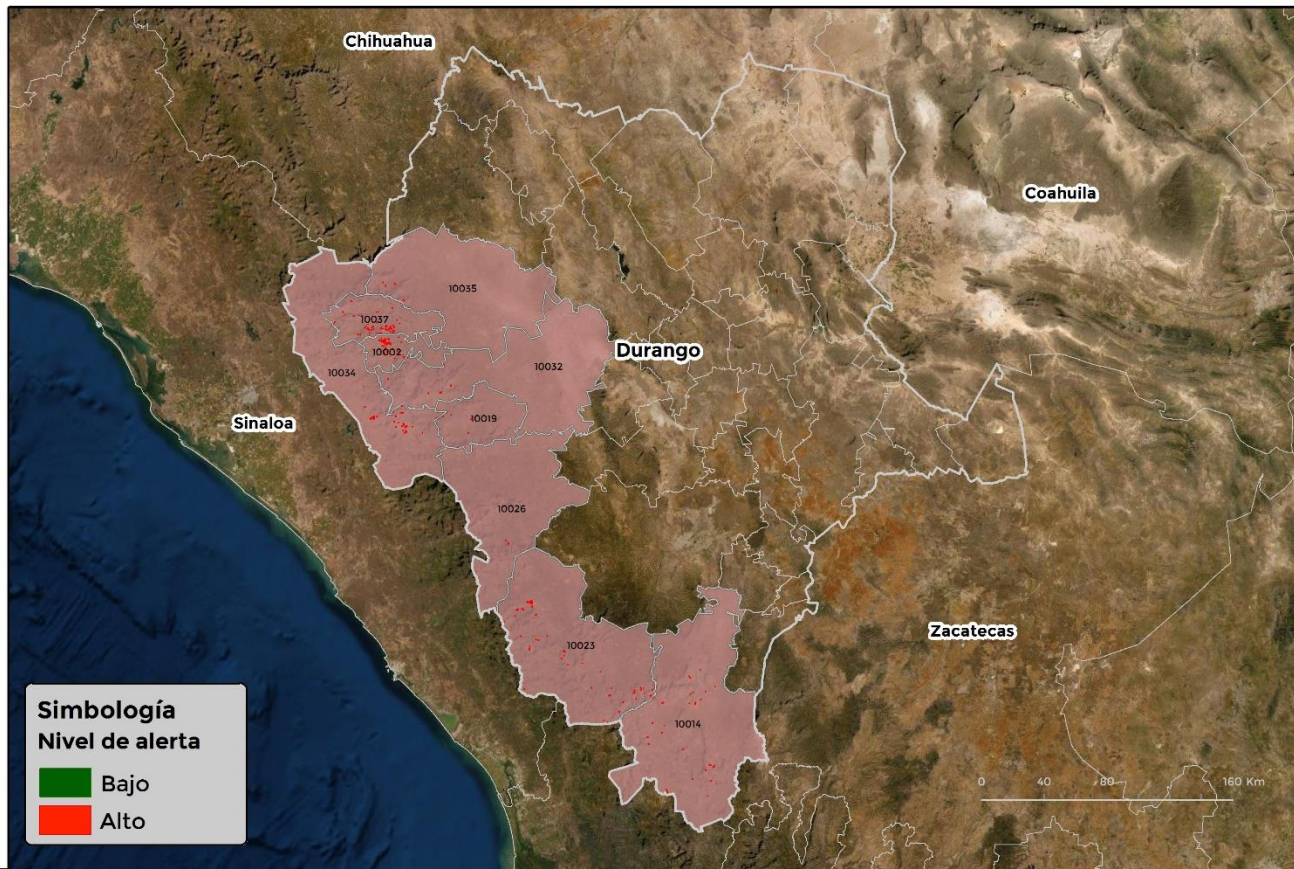 Chihuahua
Coahuila
10035
10037
10002
Durango
10034
10032
Sinaloa
10019
10026
Zacatecas
10023
10014
Simbología
Nivel de alerta
Bajo
Alto
0 40 80 160 Km